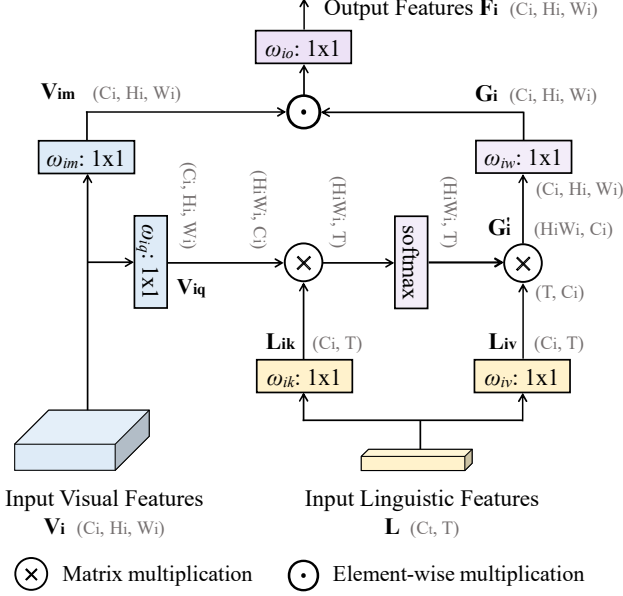 Output Features Fi (Ci, Hi, Wi)
ωio: 1x1
Vim (Ci, Hi, Wi)
Gi (Ci, Hi, Wi)
ωim: 1x1
ωiw: 1x1
(Ci, Hi, Wi)
(HiWi, Ci)
(HiWi, T)
(HiWi, T)
(Ci, Hi, Wi)
G'i (HiWi, Ci)
ωiq: 1x1
softmax
Viq
(T, Ci)
Lik (Ci, T)
Liv (Ci, T)
ωik: 1x1
ωiv: 1x1
Input Visual Features
Vi (Ci, Hi, Wi)
Input Linguistic Features
L (Ct, T)
Matrix multiplication
Element-wise multiplication